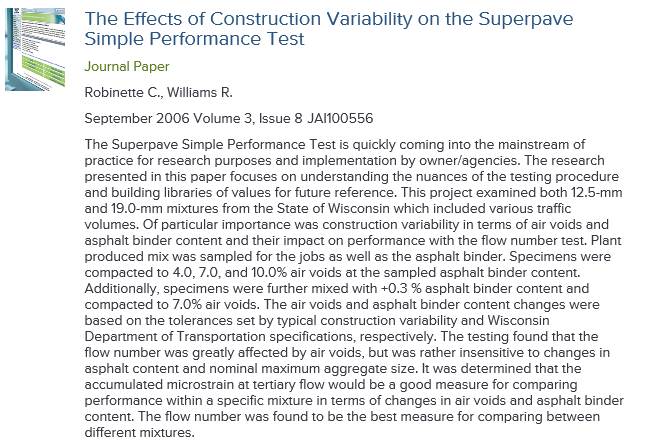 The Effects of Construction Variability on the Superpave
Simple Performance Test
Journal Paper
Robinette C., Williams R.
September 2006 Volume 3, Issue 8 JAI100556
The Superpave Simple Performance Test is quickly coming into the mainstream of
practice for research purposes and implementation by owner/agencies. The research
presented in this paper focuses on understanding the nuances of the testing procedure
and building libraries of values for future reference. This project examined both 12.5-mm
and 19.0-mm mixtures from the State of Wisconsin which included various traffic
volumes. Of particular importance was construction variability in terms of air voids and
asphalt binder content and their impact on performance with the flow number test. Plant
produced mix was sampled for the jobs as well as the asphalt binder. Specimens were
compacted to 4.0, 7.0, and 10.0% air voids at the sampled asphalt binder content.
Additionally, specimens were further mixed with +0.3 % asphalt binder content and
compacted to 7.0% air voids. The air voids and asphalt binder content changes were
based on the tolerances set by typical construction variability and Wisconsin
Department of Transportation specifications, respectively. The testing found that the
flow number was greatly affected by air voids, but was rather insensitive to changes in
asphalt content and nominal maximum aggregate size. It was determined that the
accumulated microstrain at tertiary flow would be a good measure for comparing
performance within a specific mixture in terms of changes in air voids and asphalt binder
content. The flow number was found to be the best measure for comparing between
different mixtures.